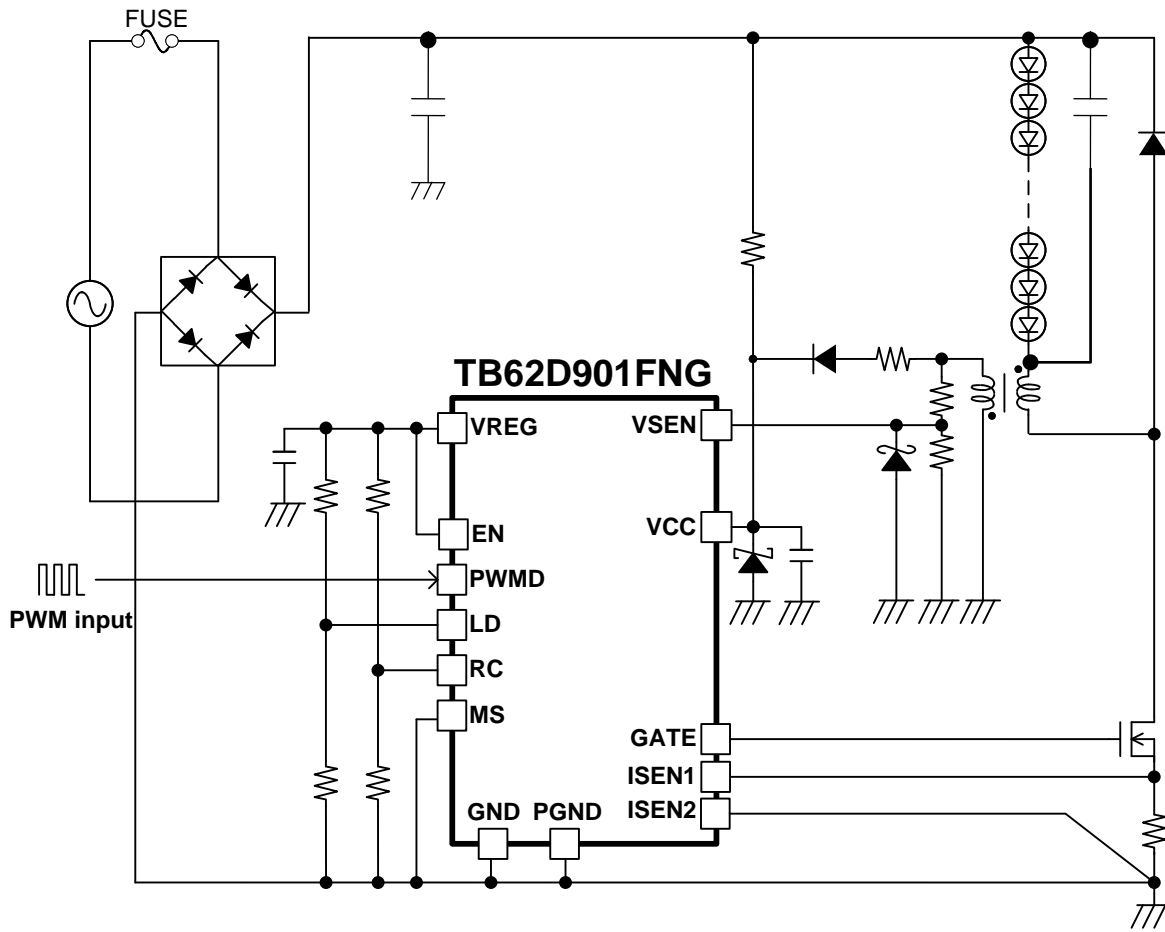 FUSE
TB62D901FNG
VREG
VSEN
EN
VCC
PWMD
PWM input
LD
RC
MS
GATE
ISEN1
ISEN2
GND PGND